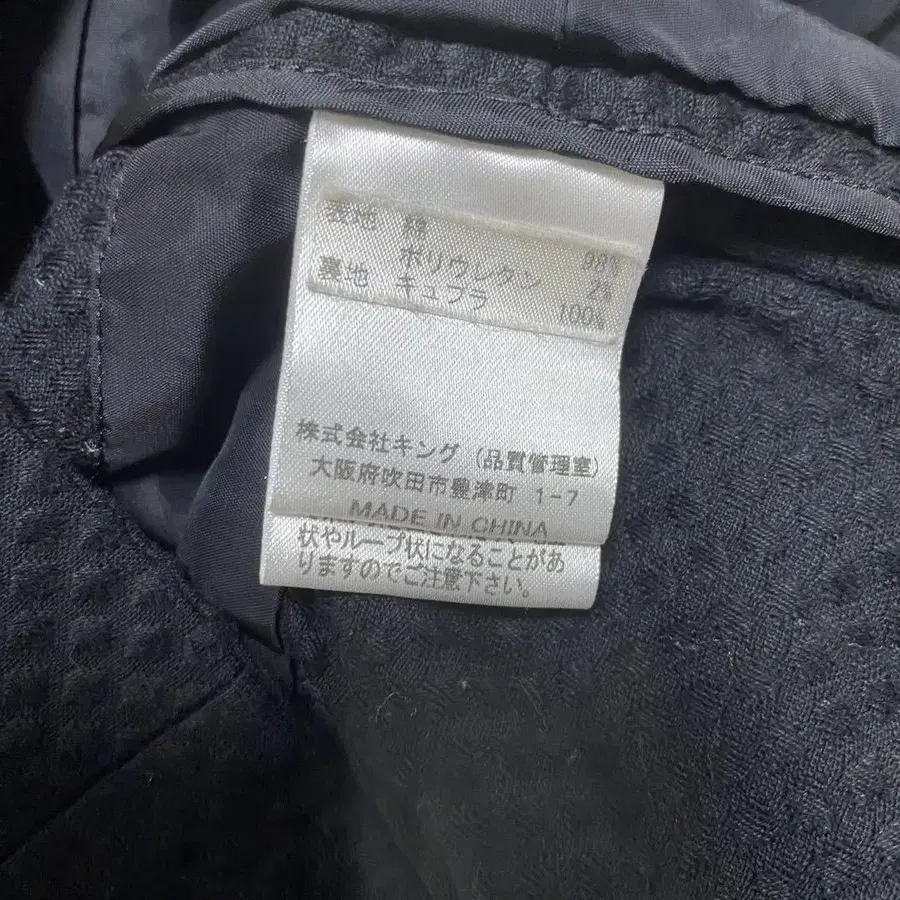 表地 綿 98%
ポリウレタン 2%
裏地 キュプラ 100%
株式会社キング (品質管理室)
大阪府吹田市豊津町 1-7
MADE IN CHINA
状やループ状になることがあ
りますのでご注意下さい。